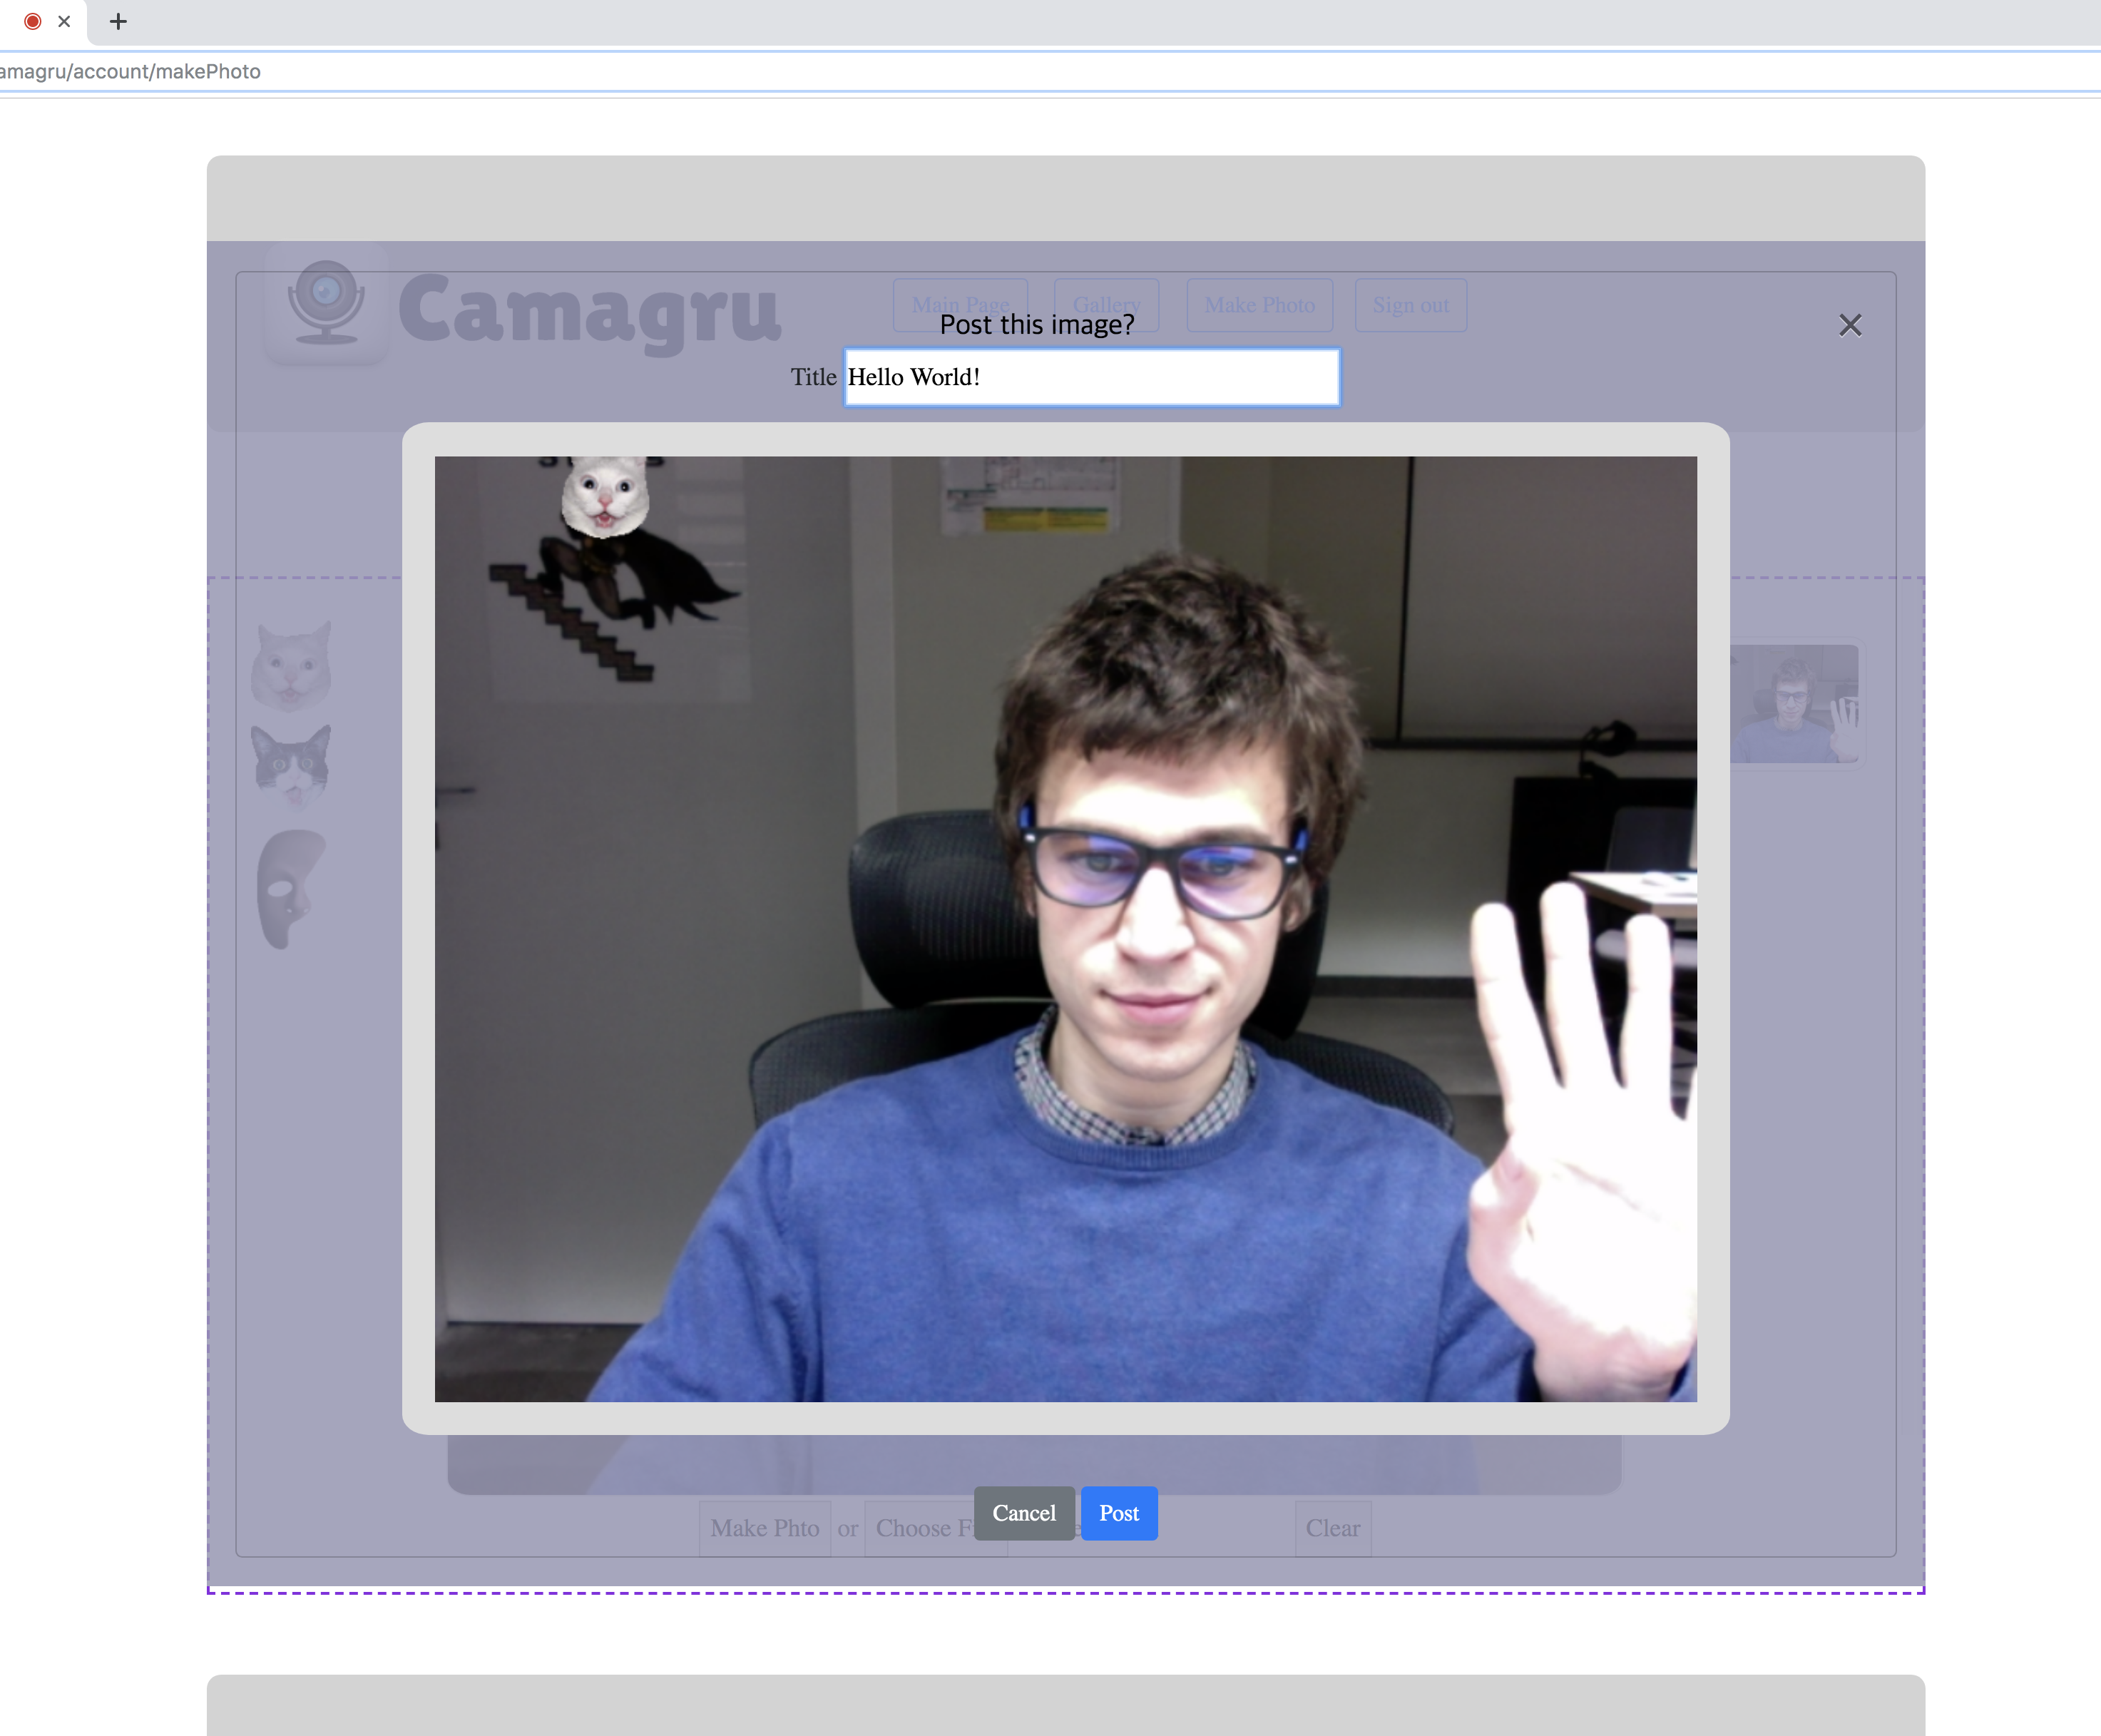 amagru/account/makePhoto
Camagru
Main Page Gallery Make Photo Sign out
Post this image?
Title Hello World!
Cancel Post
Make Phto or Choose F
Clear